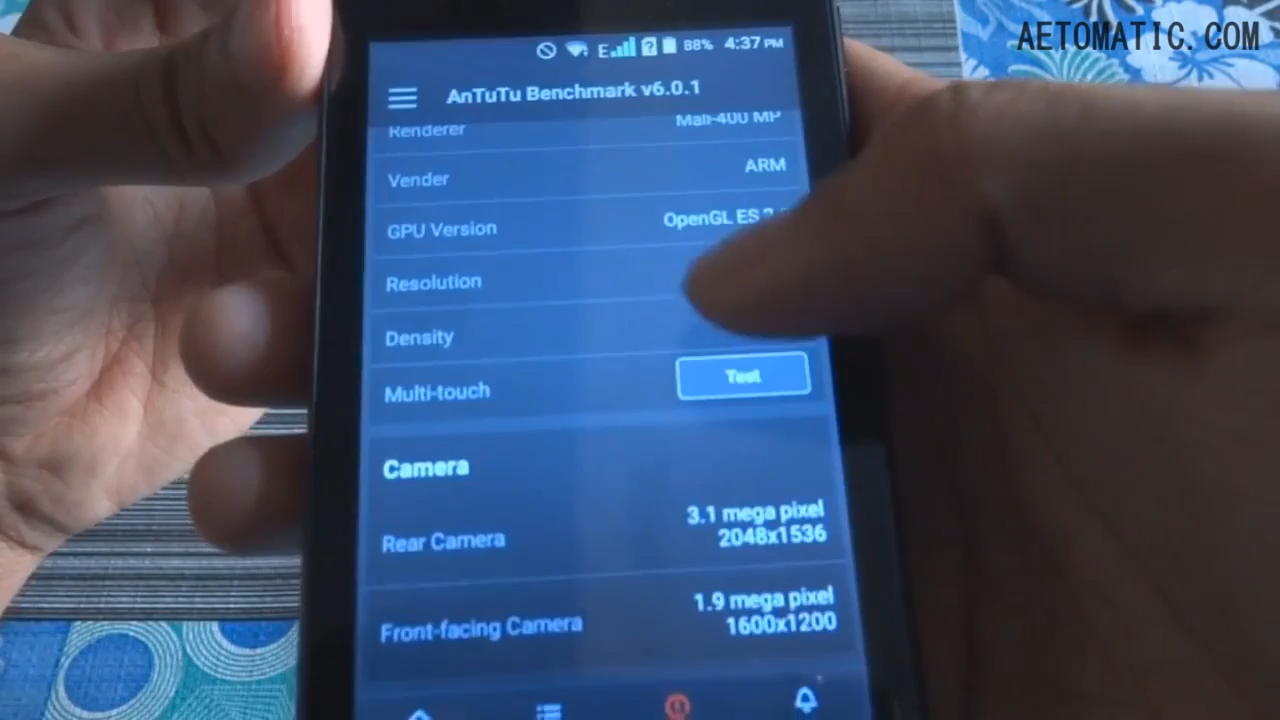 AETOMATIC.COM
E 88% 4:37 PM
AnTuTu Benchmark v6.0.1
Renderer Mali-400 MP
Vender ARM
GPU Version OpenGL ES
Resolution
Density
Multi-touch Test
Camera
Rear Camera 3.1 mega pixel
2048x1536
Front-facing Camera 1.9 mega pixel
1600x1200